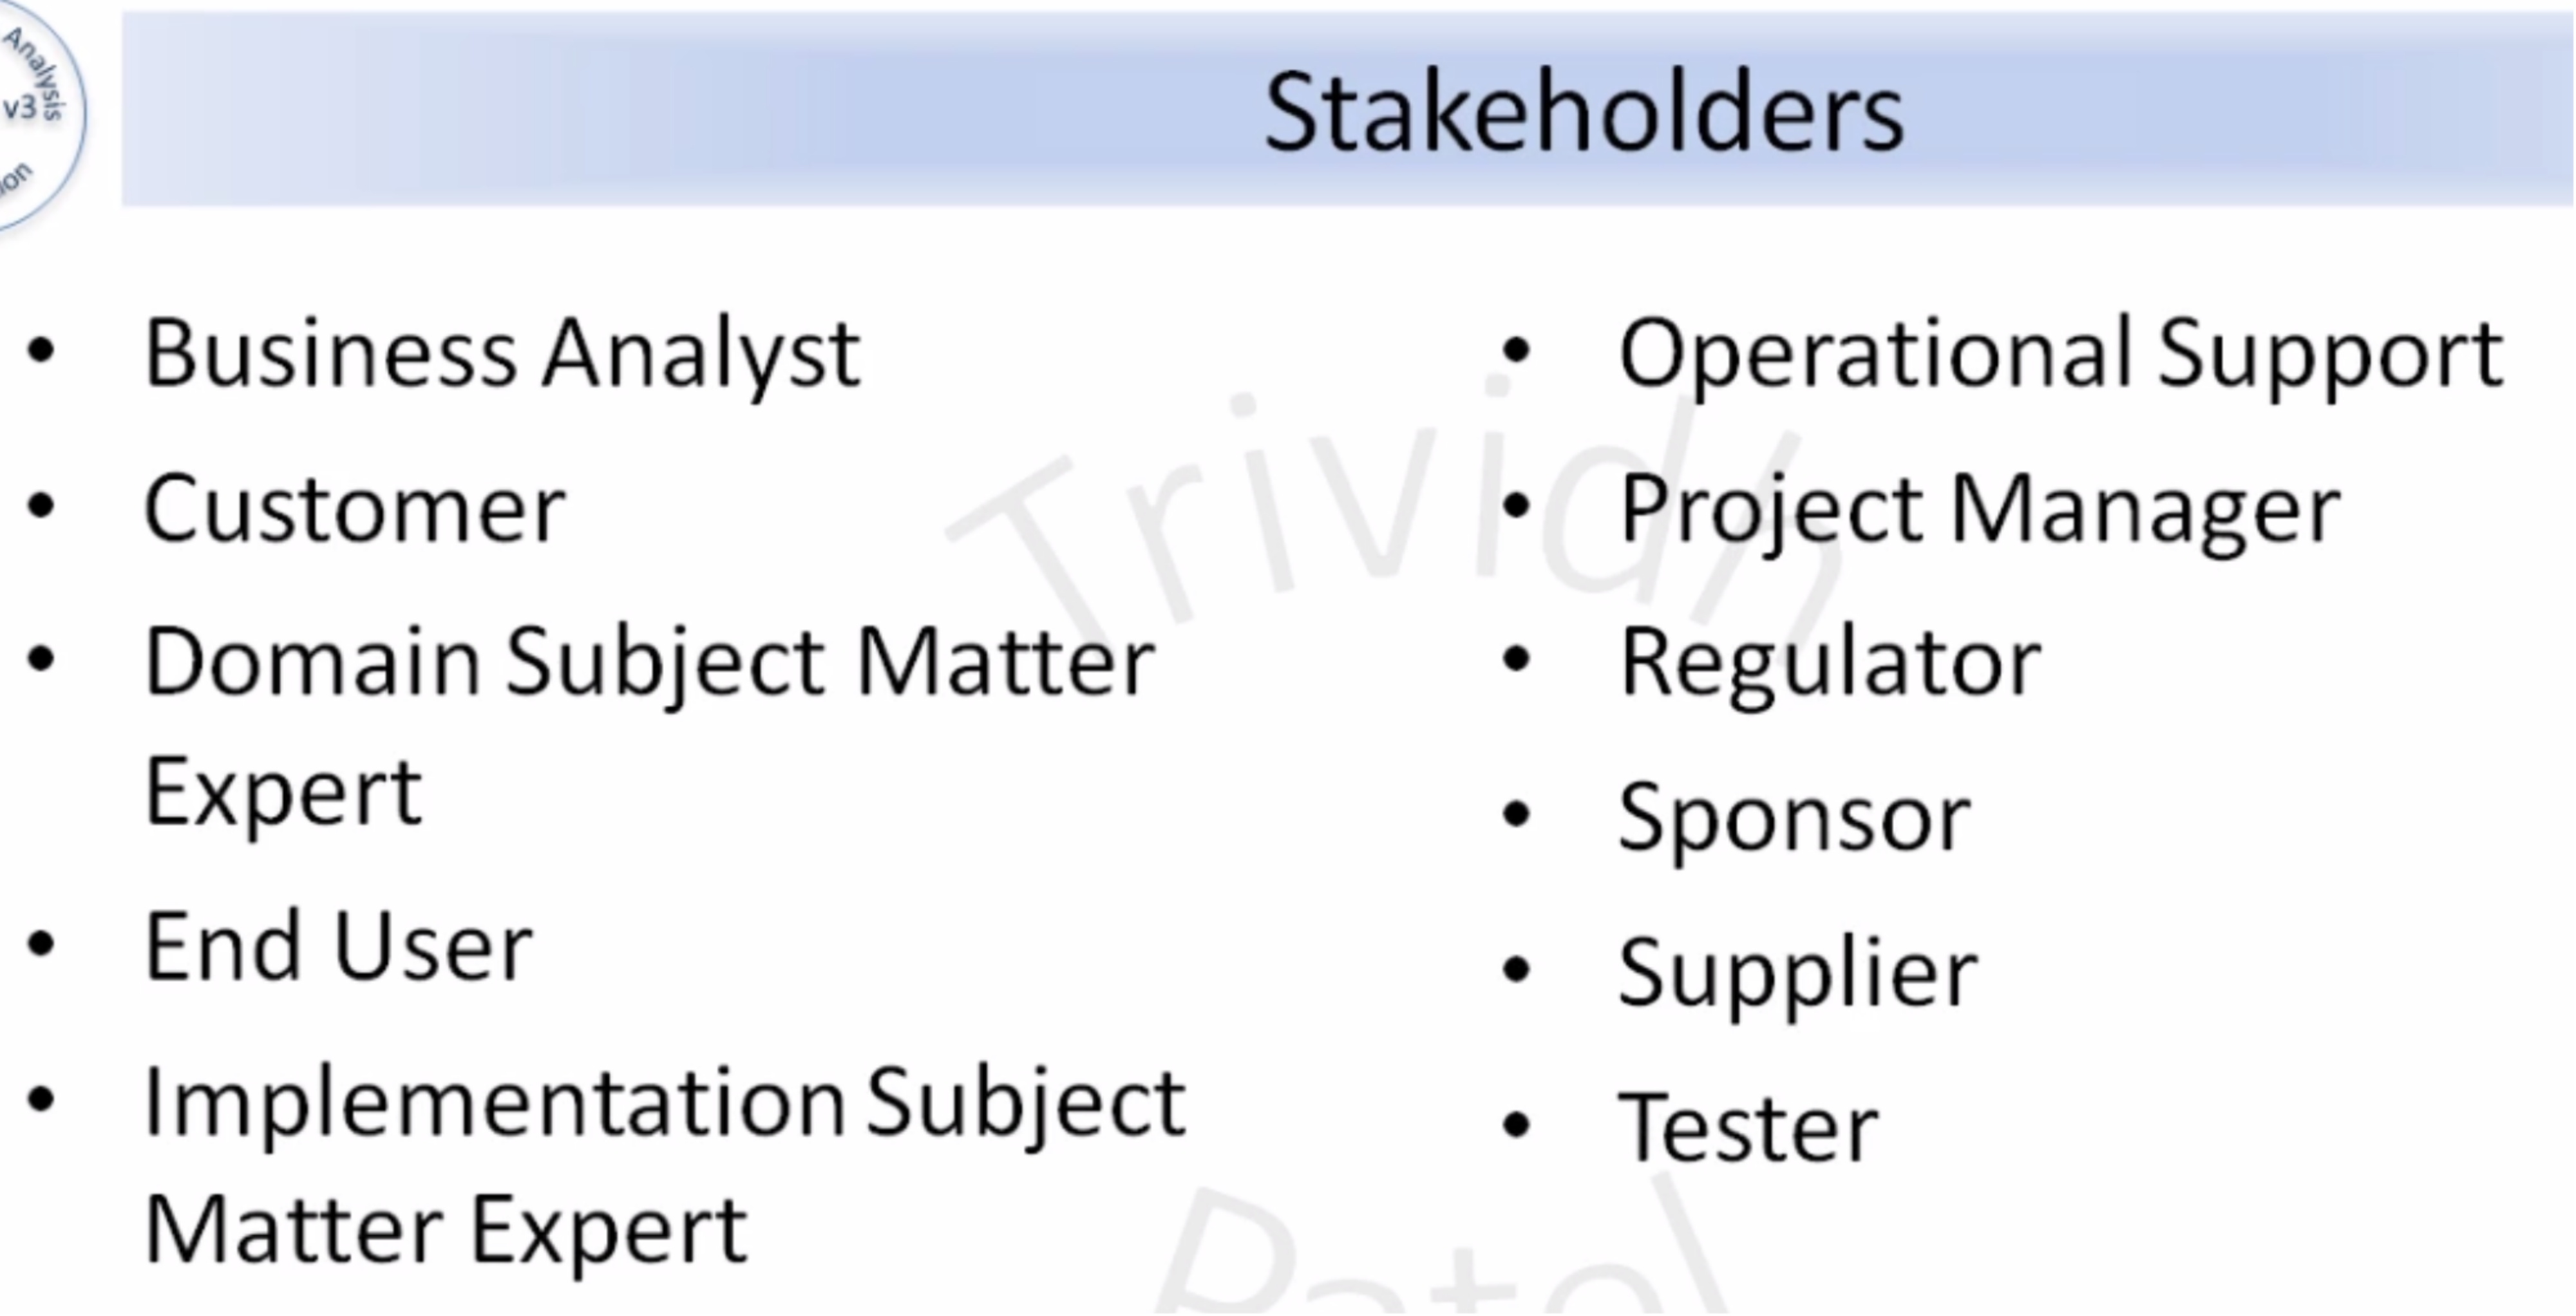 Analysis
v3
Stakeholders
• Business Analyst
• Customer
• Domain Subject Matter
Expert
• End User
• Implementation Subject
Matter Expert
• Operational Support
• Project Manager
• Regulator
• Sponsor
• Supplier
• Tester
Trividh
Patel